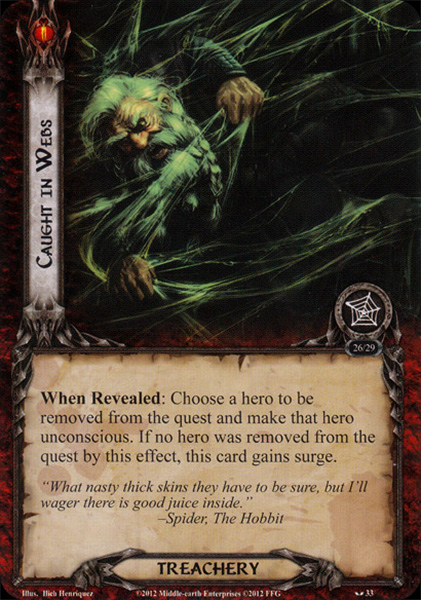 CAUGHT IN WEBS
26/29
When Revealed: Choose a hero to be
removed from the quest and make that hero
unconscious. If no hero was removed from the
quest by this effect, this card gains surge.
“What nasty thick skins they have to be sure, but I’ll
wager there is good juice inside.”
–Spider, The Hobbit
TREACHERY
Illus. Ilich Henriquez
©2012 Middle-earth Enterprises ©2012 FFG
33